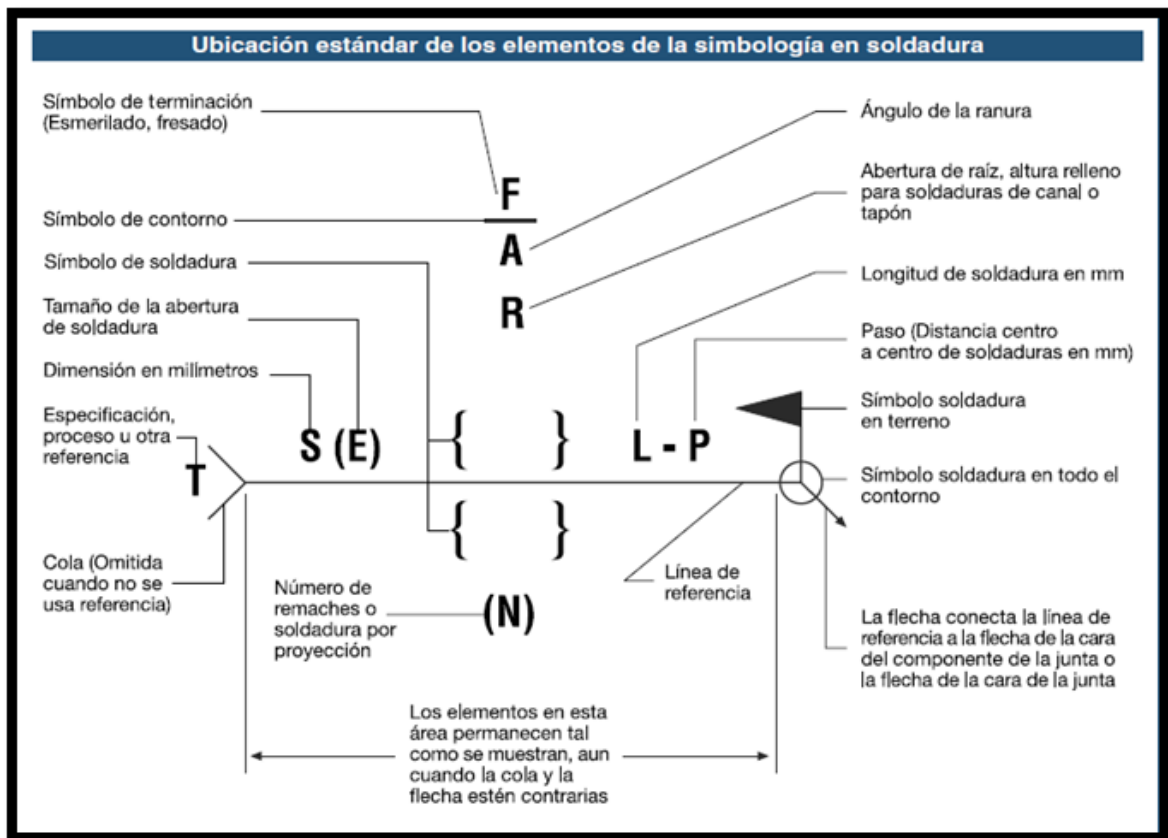 Ubicación estándar de los elementos de la simbología en soldadura
Símbolo de terminación
(Esmerilado, fresado)
Símbolo de contorno
Símbolo de soldadura
Tamaño de la abertura
de soldadura
Dimensión en milímetros
Especificación,
proceso u otra
referencia
Cola (Omitida
cuando no se
usa referencia)
F
A
R
T
S (E)
{ }
L - P
{ }
(N)
Número de
remaches o
soldadura por
proyección
Línea de
referencia
Los elementos en esta
área permanecen tal
como se muestran, aun
cuando la cola y la
flecha estén contrarias
Ángulo de la ranura
Abertura de raíz, altura relleno
para soldaduras de canal o
tapón
Longitud de soldadura en mm
Paso (Distancia centro
a centro de soldaduras en mm)
Símbolo soldadura
en terreno
Símbolo soldadura en todo el
contorno
La flecha conecta la línea de
referencia a la flecha de la cara
del componente de la junta o
la flecha de la cara de la junta